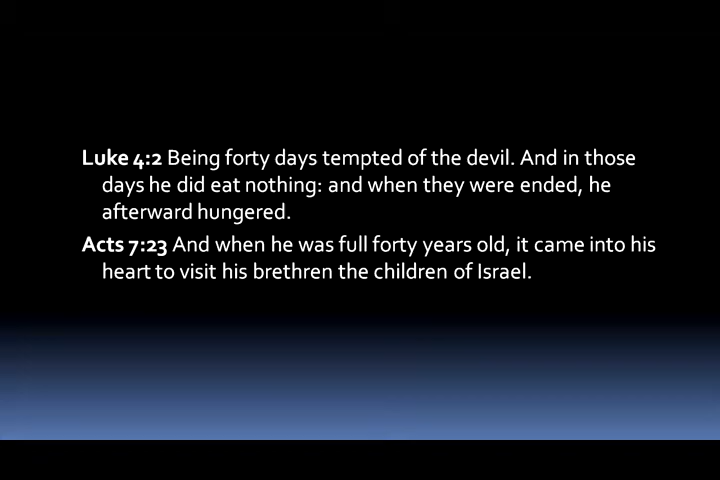 Luke 4:2 Being forty days tempted of the devil. And in those
days he did eat nothing: and when they were ended, he
afterward hungered.
Acts 7:23 And when he was full forty years old, it came into his
heart to visit his brethren the children of Israel.